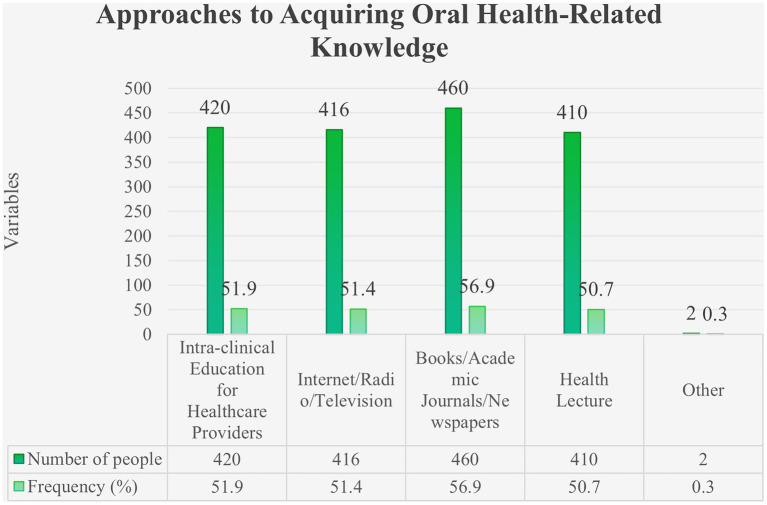 Approaches to Acquiring Oral Health-Related
Knowledge
Variables
500
450
400
350
300
250
200
150
100
50
0
420
51.9
416
51.4
460
56.9
410
50.7
2
0.3
Intra-clinical
Education
for
Healthcare
Providers
Internet/Radi
o/Television
Books/Acade
mic
Journals/Ne
wspapers
Health
Lecture
Other
Number of people 420 416 460 410 2
Frequency (%) 51.9 51.4 56.9 50.7 0.3